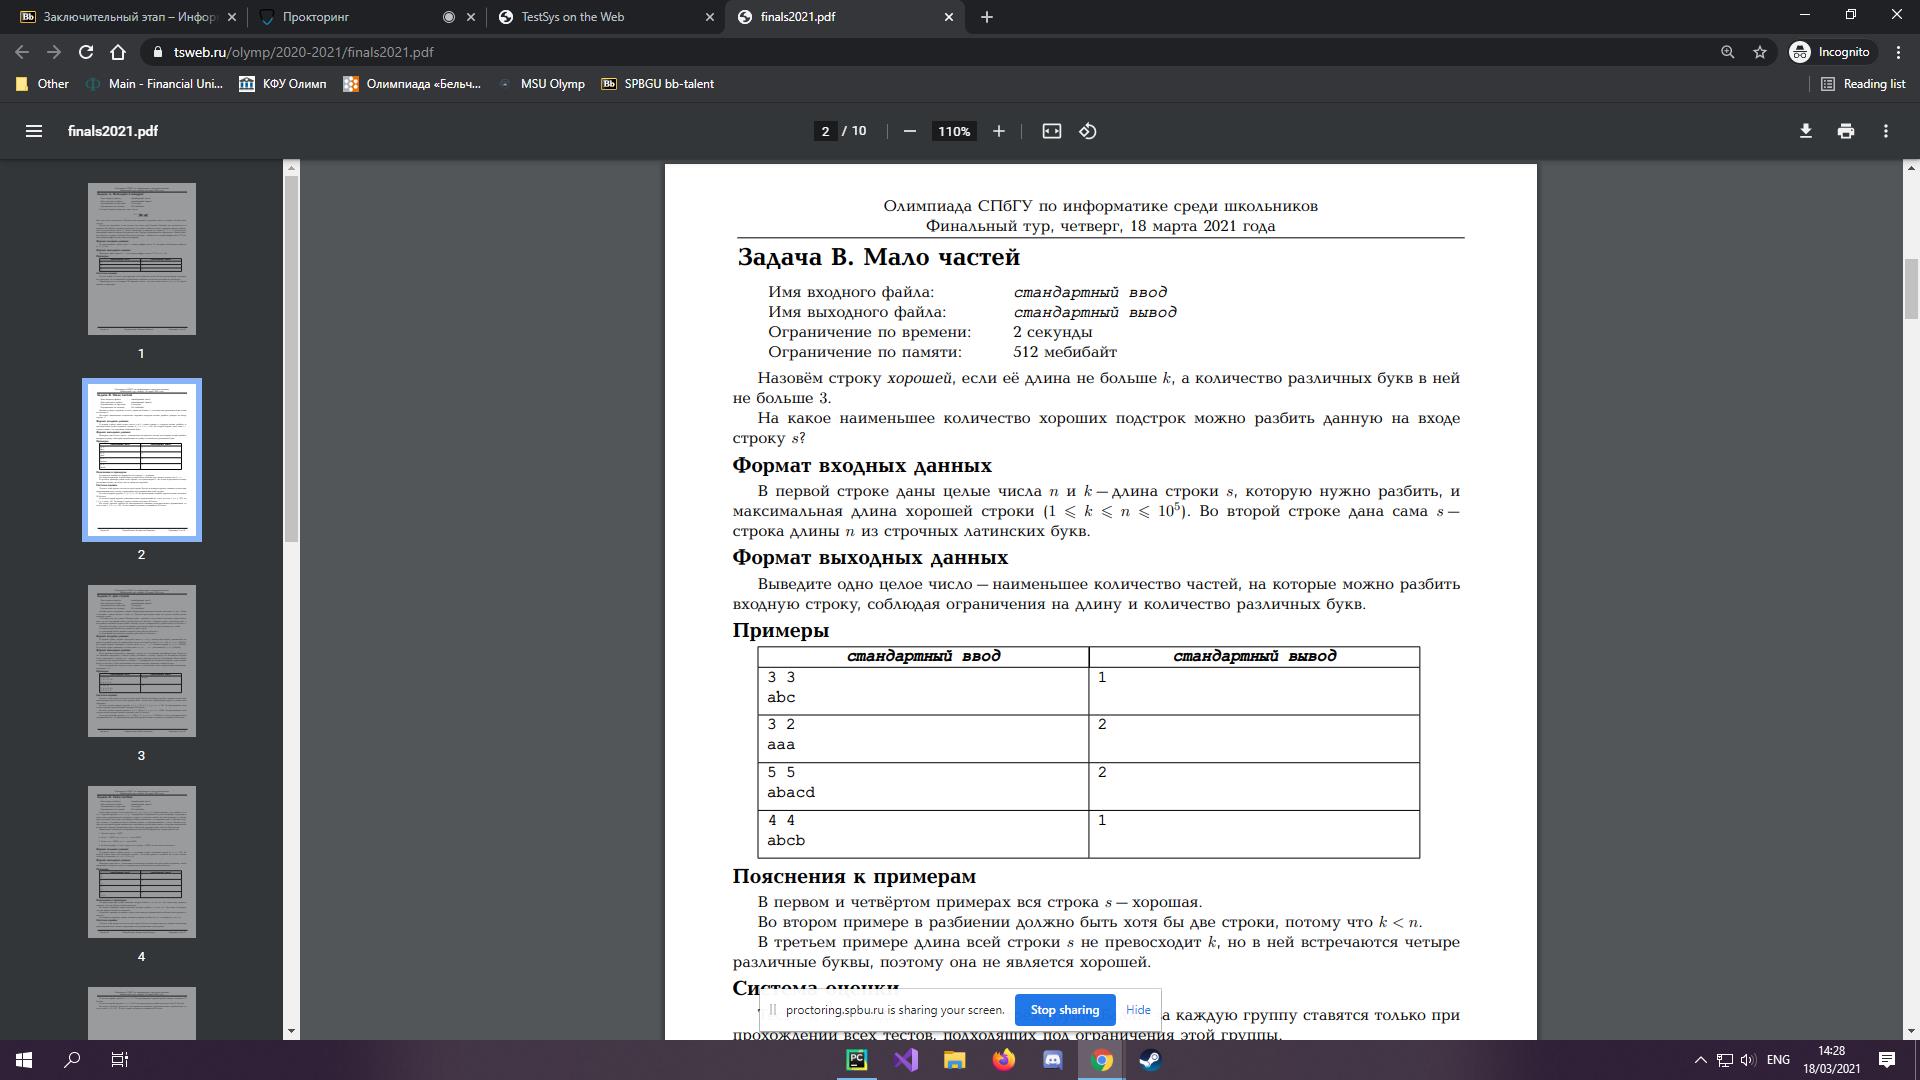 Заключительный этап – Инфор
Прокторинг
TestSys on the Web
finals2021.pdf
tsweb.ru/olymp/2020-2021/finals2021.pdf
Incognito
Other
Main - Financial Uni...
КФУ Олимп
Олимпиада «Бельч...
MSU Olymp
Bb
SPBGU bb-talent
Reading list
finals2021.pdf
2 / 10
110%
1
2
3
4
Олимпиада СПбГУ по информатике среди школьников
Финальный тур, четверг, 18 марта 2021 года
Задача B. Мало частей
Имя входного файла: стандартный ввод
Имя выходного файла: стандартный вывод
Ограничение по времени: 2 секунды
Ограничение по памяти: 512 мебибайт
Назовём строку хорошей, если её длина не больше k, а количество различных букв в ней
не больше 3.
На какое наименьшее количество хороших подстрок можно разбить данную на входе
строку s?
Формат входных данных
В первой строке даны целые числа n и k — длина строки s, которую нужно разбить, и
максимальная длина хорошей строки (1 ⩽ k ⩽ n ⩽ 10⁵). Во второй строке дана сама s —
строка длины n из строчных латинских букв.
Формат выходных данных
Выведите одно целое число — наименьшее количество частей, на которые можно разбить
входную строку, соблюдая ограничения на длину и количество различных букв.
Примеры
стандартный ввод стандартный вывод
3 3 1
abc
3 2 2
aaa
5 5 2
abacd
4 4 1
abcb
Пояснения к примерам
В первом и четвёртом примерах вся строка s — хорошая.
Во втором примере в разбиении должно быть хотя бы две строки, потому что k < n.
В третьем примере длина всей строки s не превосходит k, но в ней встречаются четыре
различные буквы, поэтому она не является хорошей.
Система оценки
proctoring.spbu.ru is sharing your screen.
Stop sharing
Hide
а каждую группу ставятся только при
прохождении всех тестов, подходящих под ограничения этой группы.
ENG
14:28
18/03/2021